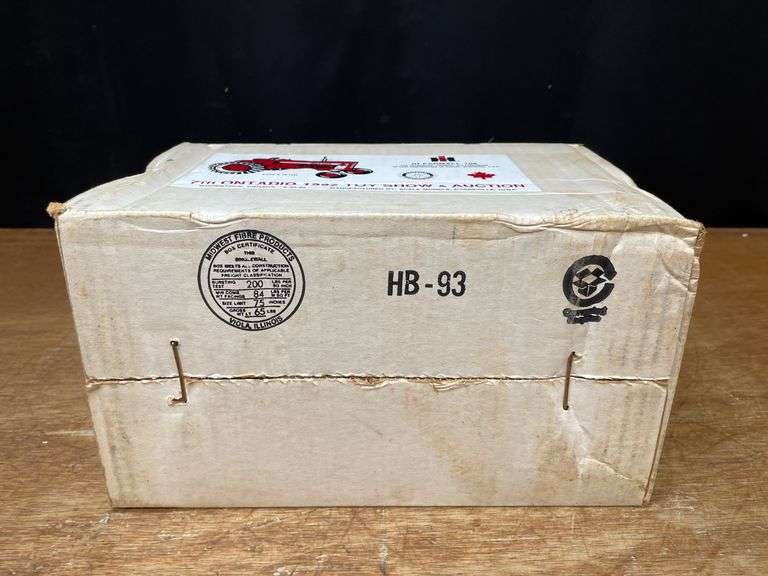 7TH ONTARIO 1992 TOY SHOW & AUCTION
MIDWEST FIBRE PRODUCTS
BOX CERTIFICATE
THIS
SINGLEWALL
BOX MEETS ALL CONSTRUCTION
REQUIREMENTS OF APPLICABLE
FREIGHT CLASSIFICATION
BURSTING TEST 200 LBS PER SQ INCH
MIN COMB WT FACINGS 84 LBS PER M SQ FT
SIZE LIMIT 75 INCHES
GROSS WT LT 65 LBS
VIOLA, ILLINOIS
HB-93